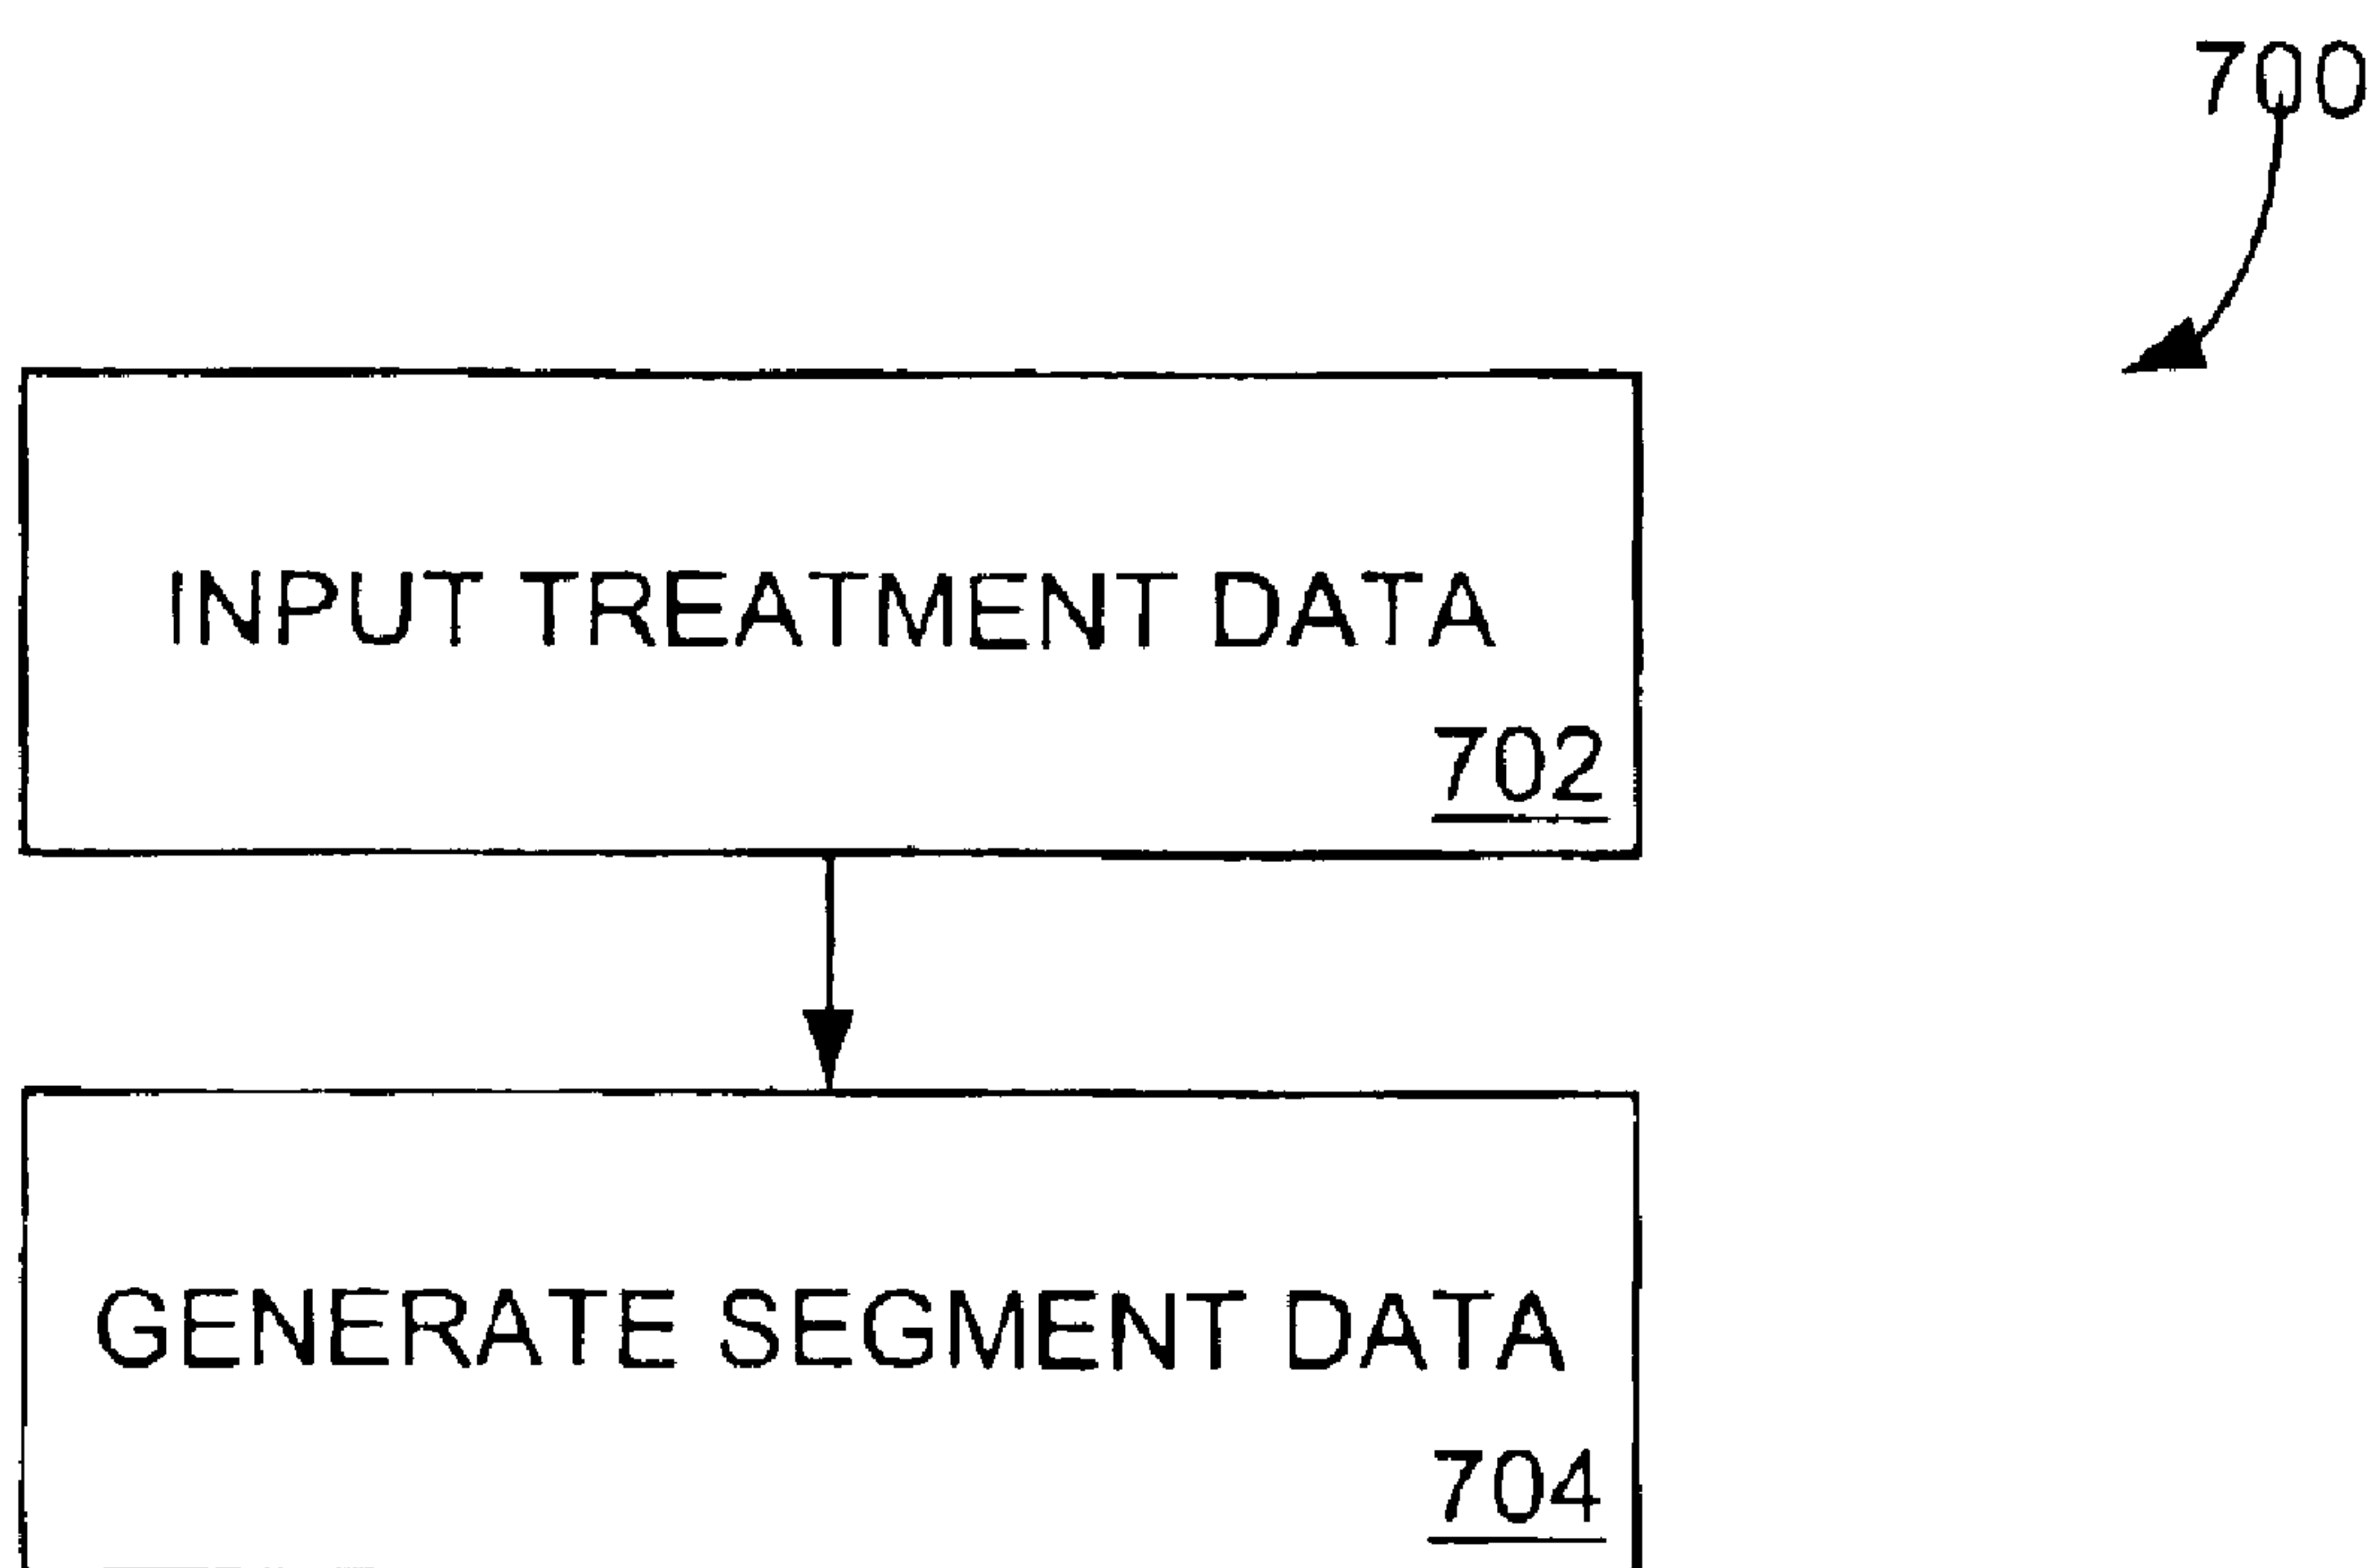 700
INPUT TREATMENT DATA
702
GENERATE SEGMENT DATA
704